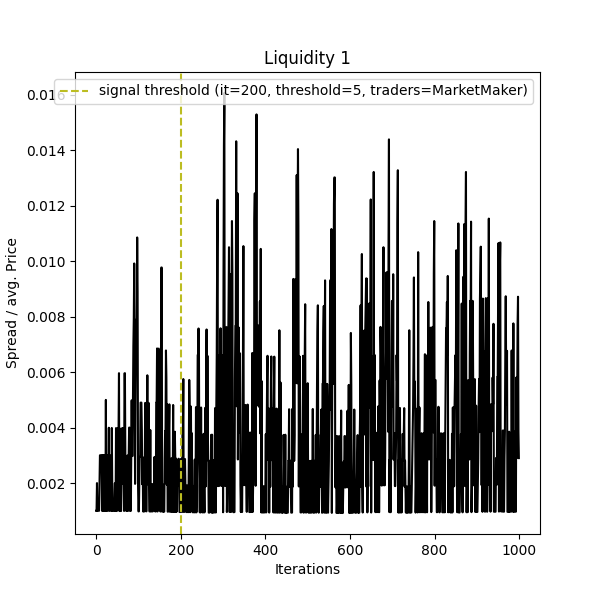 Liquidity 1
signal threshold (it=200, threshold=5, traders=MarketMaker)
0.016
0.014
0.012
0.010
0.008
0.006
0.004
0.002
Spread / avg. Price
0 200 400 600 800 1000
Iterations